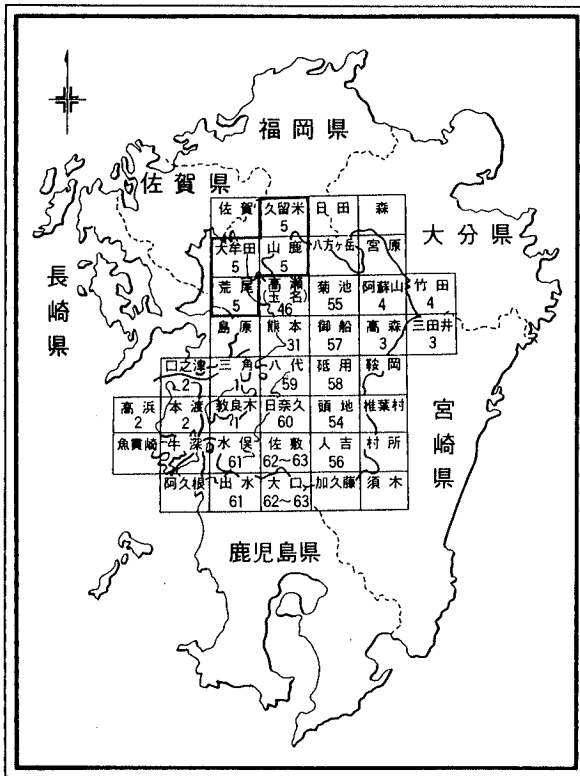 福岡県
佐賀県
長崎県
大分県
宮崎県
鹿児島県
佐賀 久留米 日田 森
5
大牟田 山鹿 八方ヶ岳 宮原
5 5
荒尾 高瀬 菊池 阿蘇山 竹田
(玉名)
5 46 55 4 4
島原 熊本 御船 高森 三田井
31 57 3 3
口之津 三角 八代 砥用 鞍岡
2 1 59 58
高浜 本渡 教良木 日奈久 頭地 椎葉村
2 2 1 60 54
魚貫崎 牛深 水俣 佐敷 人吉 村所
61 62~63 56
阿久根 出水 大口 加久藤 須木
61 62~63